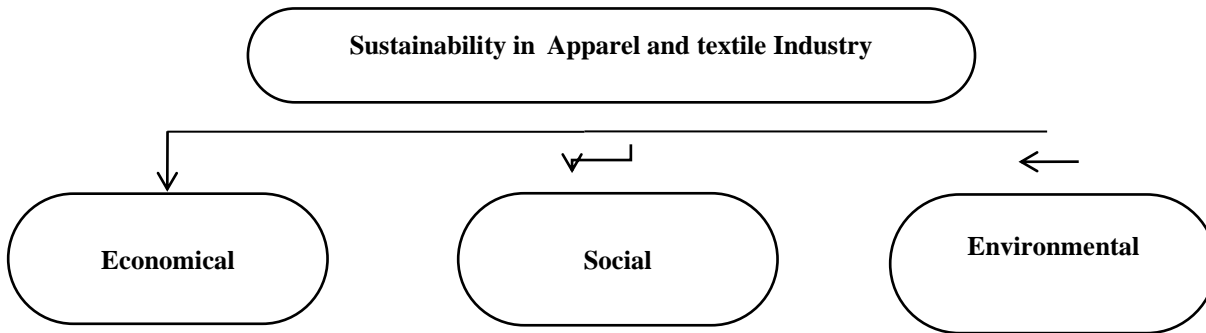 Sustainability in Apparel and textile Industry
Economical
Social
Environmental